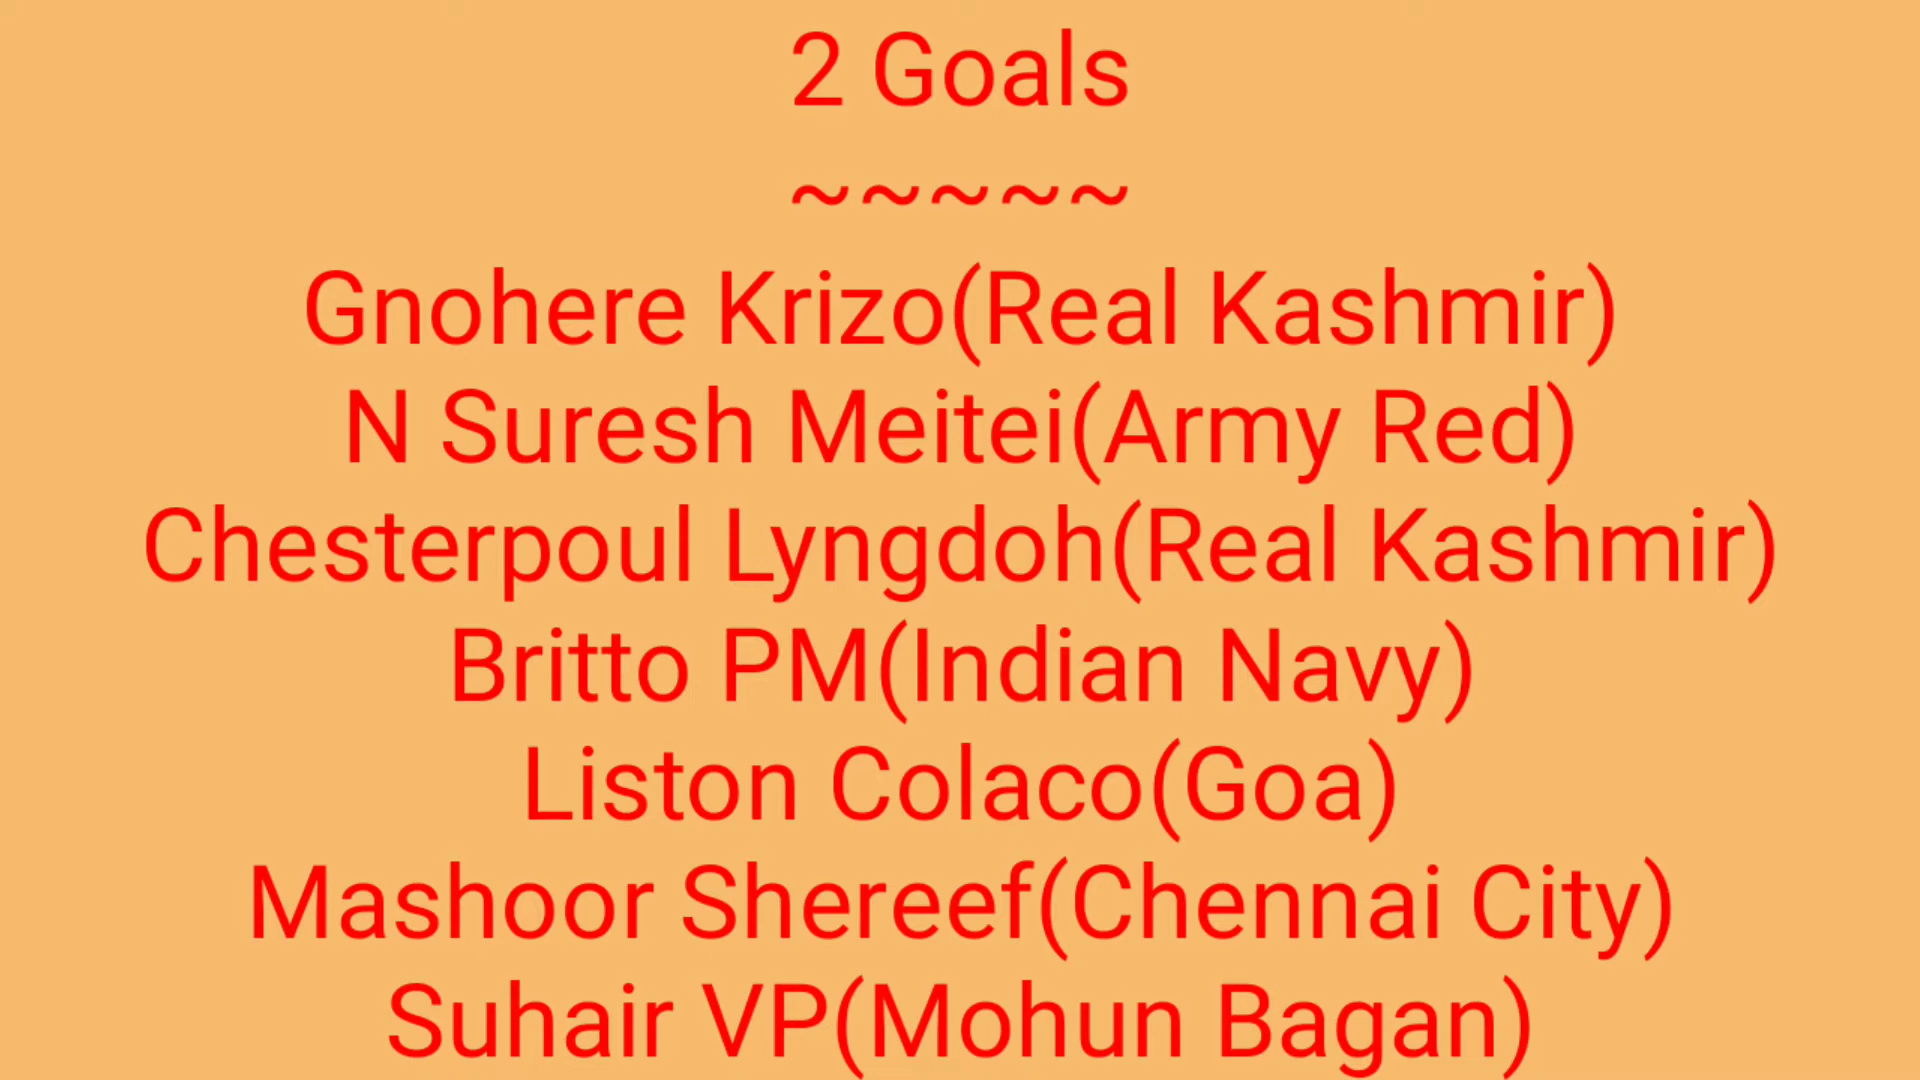 2 Goals
~~~~~
Gnohere Krizo(Real Kashmir)
N Suresh Meitei(Army Red)
Chesterpoul Lyngdoh(Real Kashmir)
Britto PM(Indian Navy)
Liston Colaco(Goa)
Mashoor Shereef(Chennai City)
Suhair VP(Mohun Bagan)